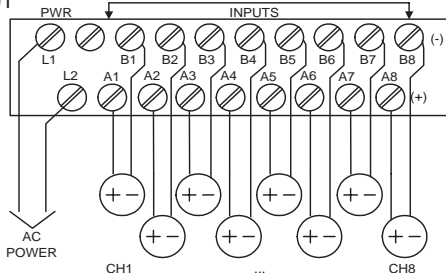 PWR INPUTS
L1 B1 B2 B3 B4 B5 B6 B7 B8 (-)
L2 A1 A2 A3 A4 A5 A6 A7 A8 (+)
+ - + - + - + -
+ - + - + - + -
AC
POWER
CH1 ... CH8